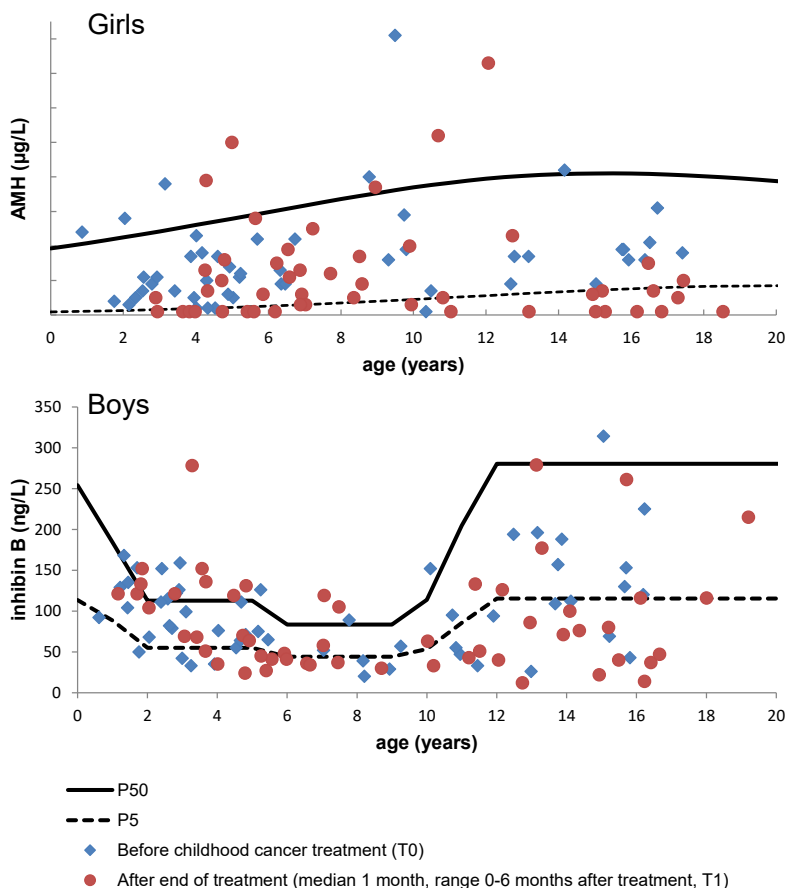 Girls
AMH (µg/L)
0 2 4 6 8 10 12 14 16 18 20
age (years)
Boys
inhibin B (ng/L)
350
300
250
200
150
100
50
0
0 2 4 6 8 10 12 14 16 18 20
age (years)
P50
P5
Before childhood cancer treatment (T0)
After end of treatment (median 1 month, range 0-6 months after treatment, T1)